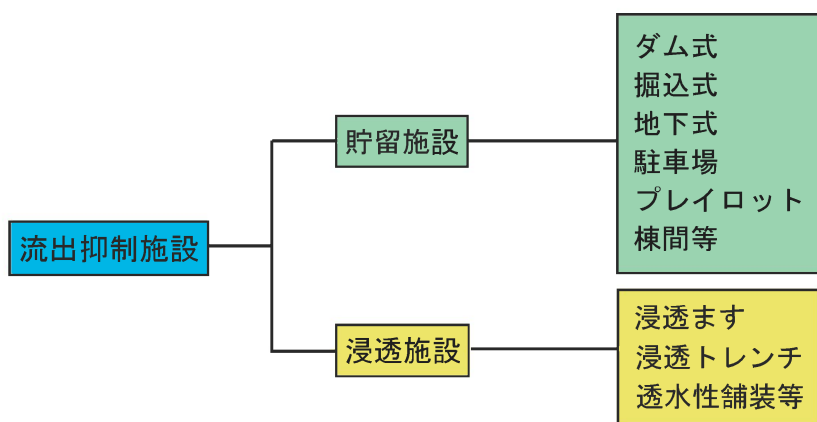 流出抑制施設
貯留施設
ダム式
掘込式
地下式
駐車場
プレイロット
棟間等
浸透施設
浸透ます
浸透トレンチ
透水性舗装等